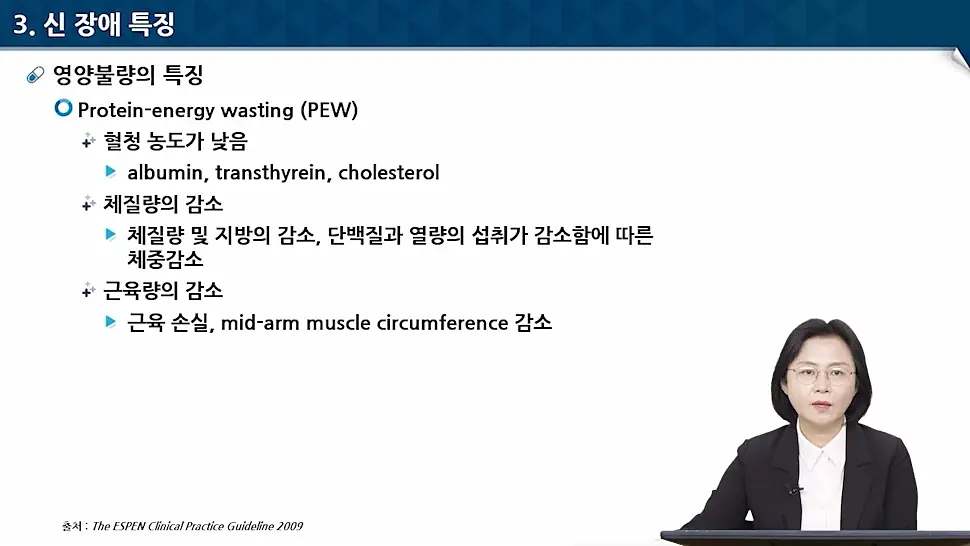 3. 신 장애 특징
영양불량의 특징
Protein-energy wasting (PEW)
혈청 농도가 낮음
albumin, transthyrein, cholesterol
체질량의 감소
체질량 및 지방의 감소, 단백질과 열량의 섭취가 감소함에 따른
체중감소
근육량의 감소
근육 손실, mid-arm muscle circumference 감소
출처 : The ESPEN Clinical Practice Guideline 2009